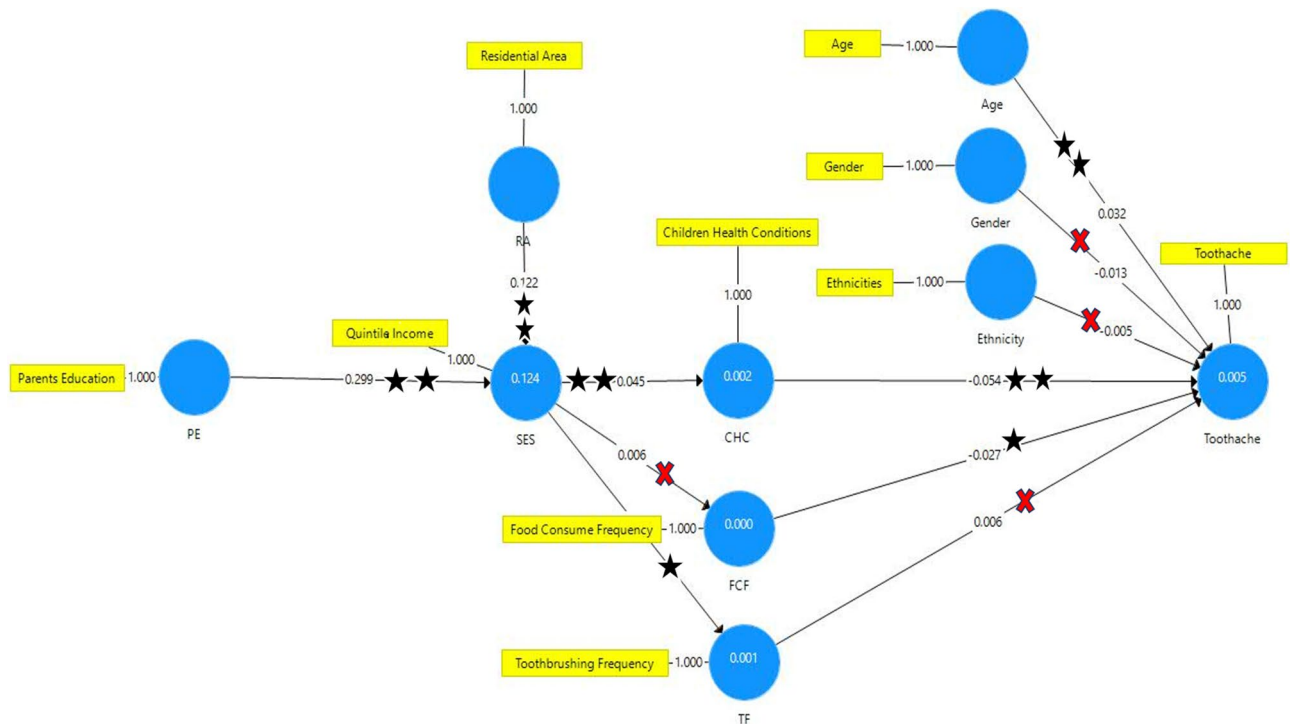 Age
1.000
Age
Residential Area
1.000
RA
0.122
Gender
1.000
Gender
0.032
-0.013
Children Health Conditions
1.000
Ethnicities
1.000
Ethnicity
-0.005
Toothache
1.000
Quintile Income
1.000
Parents Education
1.000
PE
0.299
0.124
SES
0.045
0.002
CHC
-0.054
0.005
Toothache
0.006
-0.027
Food Consume Frequency
1.000
0.000
FCF
0.006
Toothbrushing Frequency
1.000
0.001
TF